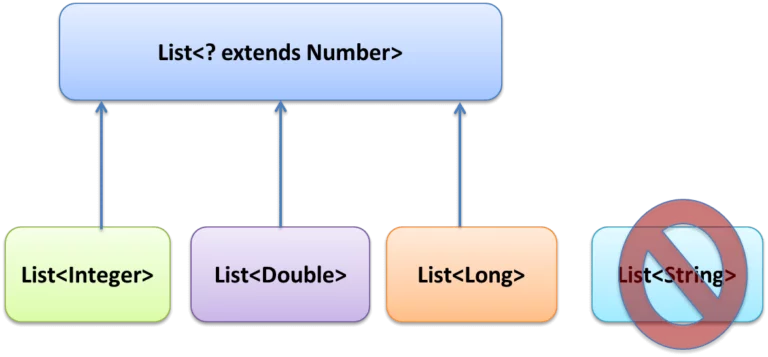 List<? extends Number>
List<Integer>
List<Double>
List<Long>
List<String>